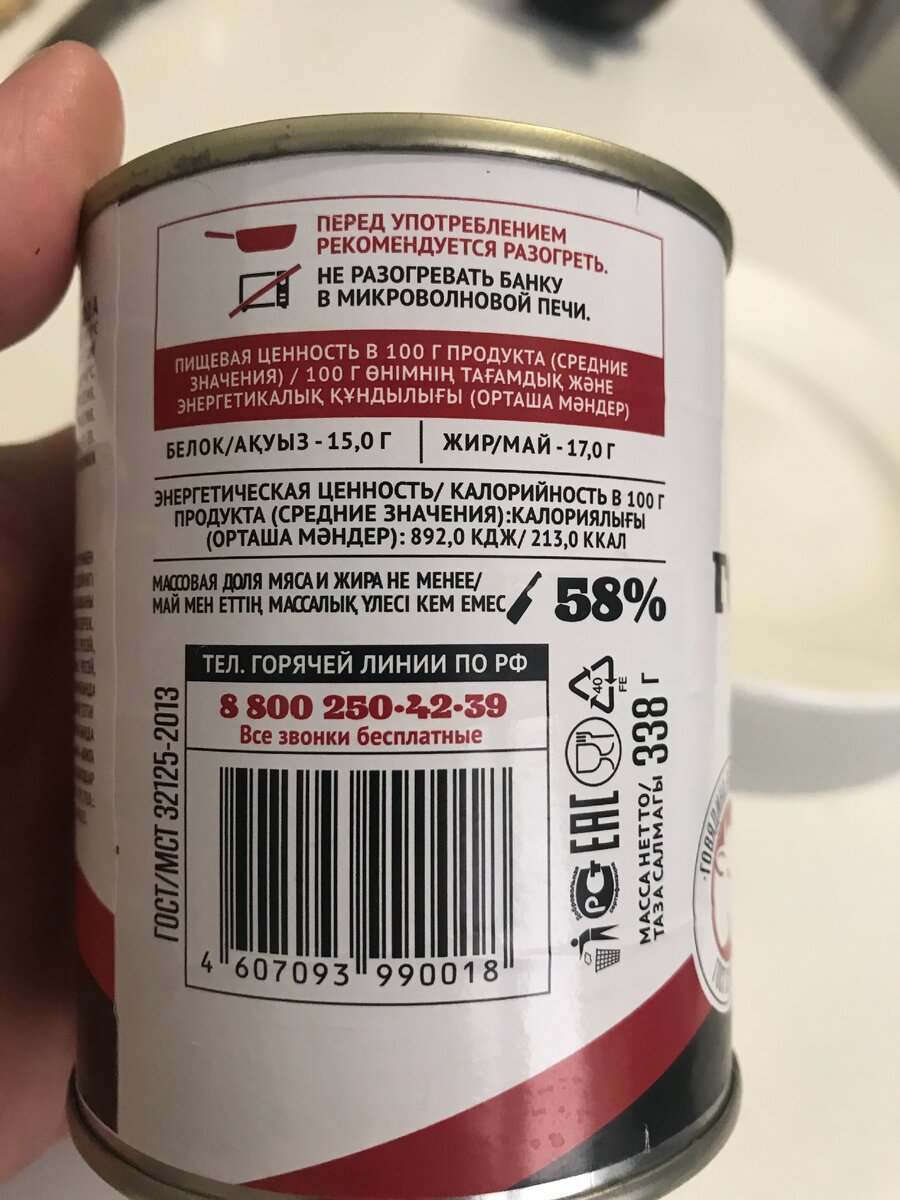 ПЕРЕД УПОТРЕБЛЕНИЕМ
РЕКОМЕНДУЕТСЯ РАЗОГРЕТЬ.
НЕ РАЗОГРЕВАТЬ БАНКУ
В МИКРОВОЛНОВОЙ ПЕЧИ.
ПИЩЕВАЯ ЦЕННОСТЬ В 100 Г ПРОДУКТА (СРЕДНИЕ
ЗНАЧЕНИЯ) / 100 Г ӨНІМНІҢ ТАҒАМДЫҚ ЖӘНЕ
ЭНЕРГЕТИКАЛЫҚ ҚҰНДЫЛЫҒЫ (ОРТАША МӘНДЕР)
БЕЛОК/АҚУЫЗ - 15,0 Г
ЖИР/МАЙ - 17,0 Г
ЭНЕРГЕТИЧЕСКАЯ ЦЕННОСТЬ/ КАЛОРИЙНОСТЬ В 100 Г
ПРОДУКТА (СРЕДНИЕ ЗНАЧЕНИЯ):КАЛОРИЯЛЫҒЫ
(ОРТАША МӘНДЕР): 892,0 КДЖ/ 213,0 ККАЛ
МАССОВАЯ ДОЛЯ МЯСА И ЖИРА НЕ МЕНЕЕ/
МАЙ МЕН ЕТТІҢ МАССАЛЫҚ ҮЛЕСІ КЕМ ЕМЕС
58%
ТЕЛ. ГОРЯЧЕЙ ЛИНИИ ПО РФ
8 800 250-42-39
Все звонки бесплатные
4 607093 990018
ГОСТ/МСТ 32125-2013
40
FE
EAC
РС+
Добровольная
МАССА НЕТТО/
ТАЗА САЛМАҒЫ 338 Г